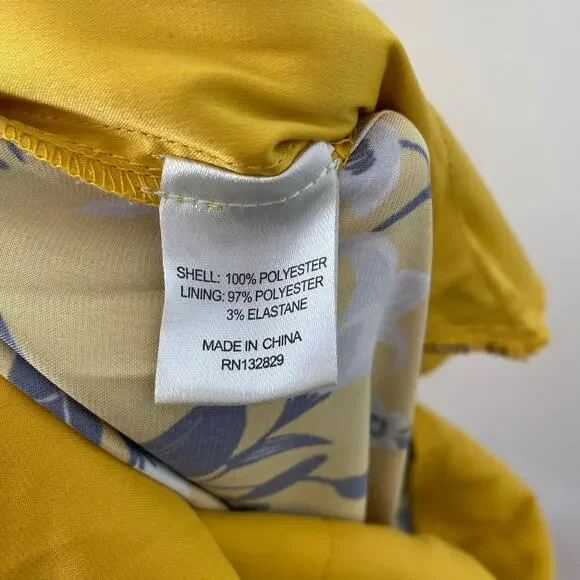 SHELL: 100% POLYESTER
LINING: 97% POLYESTER
3% ELASTANE
MADE IN CHINA
RN132829